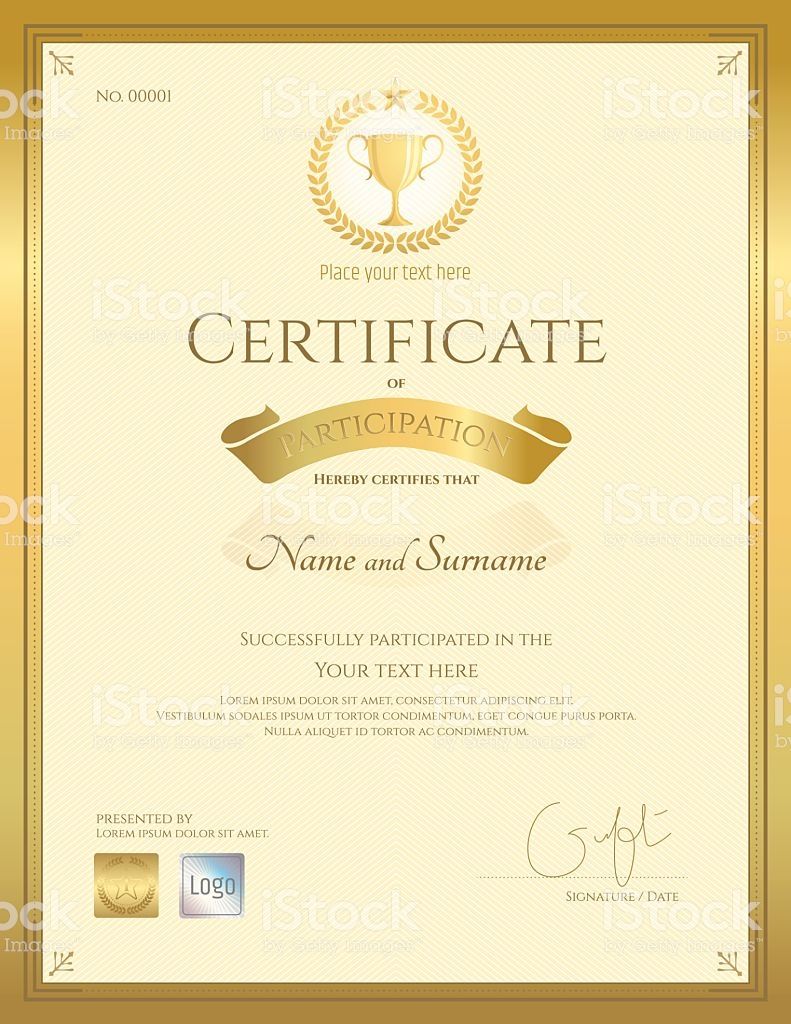 No. 00001
Place your text here
Certificate
of
Participation
Hereby certifies that
Name and Surname
Successfully participated in the
Your text here
Lorem ipsum dolor sit amet, consectetur adipiscing elit.
Vestibulum sodales ipsum ut tortor condimentum, eget congue purus porta.
Nulla aliquet id tortor ac condimentum.
presented by
Lorem ipsum dolor sit amet.
Logo
Signature / Date
iStock
by Getty Images™